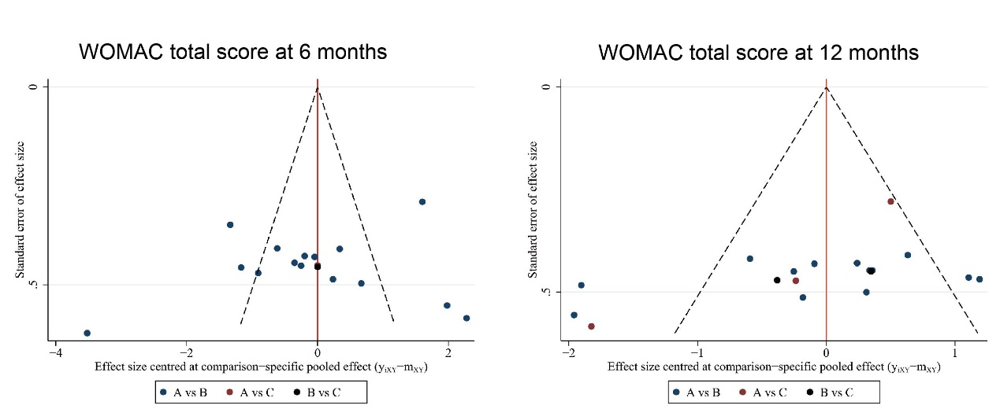 WOMAC total score at 6 months
0
.5
Standard error of effect size
−4
−2
0
2
Effect size centred at comparison−specific pooled effect (yiXY−mXY)
A vs B
A vs C
B vs C
WOMAC total score at 12 months
0
.5
Standard error of effect size
−2
−1
0
1
Effect size centred at comparison−specific pooled effect (yiXY−mXY)
A vs B
A vs C
B vs C